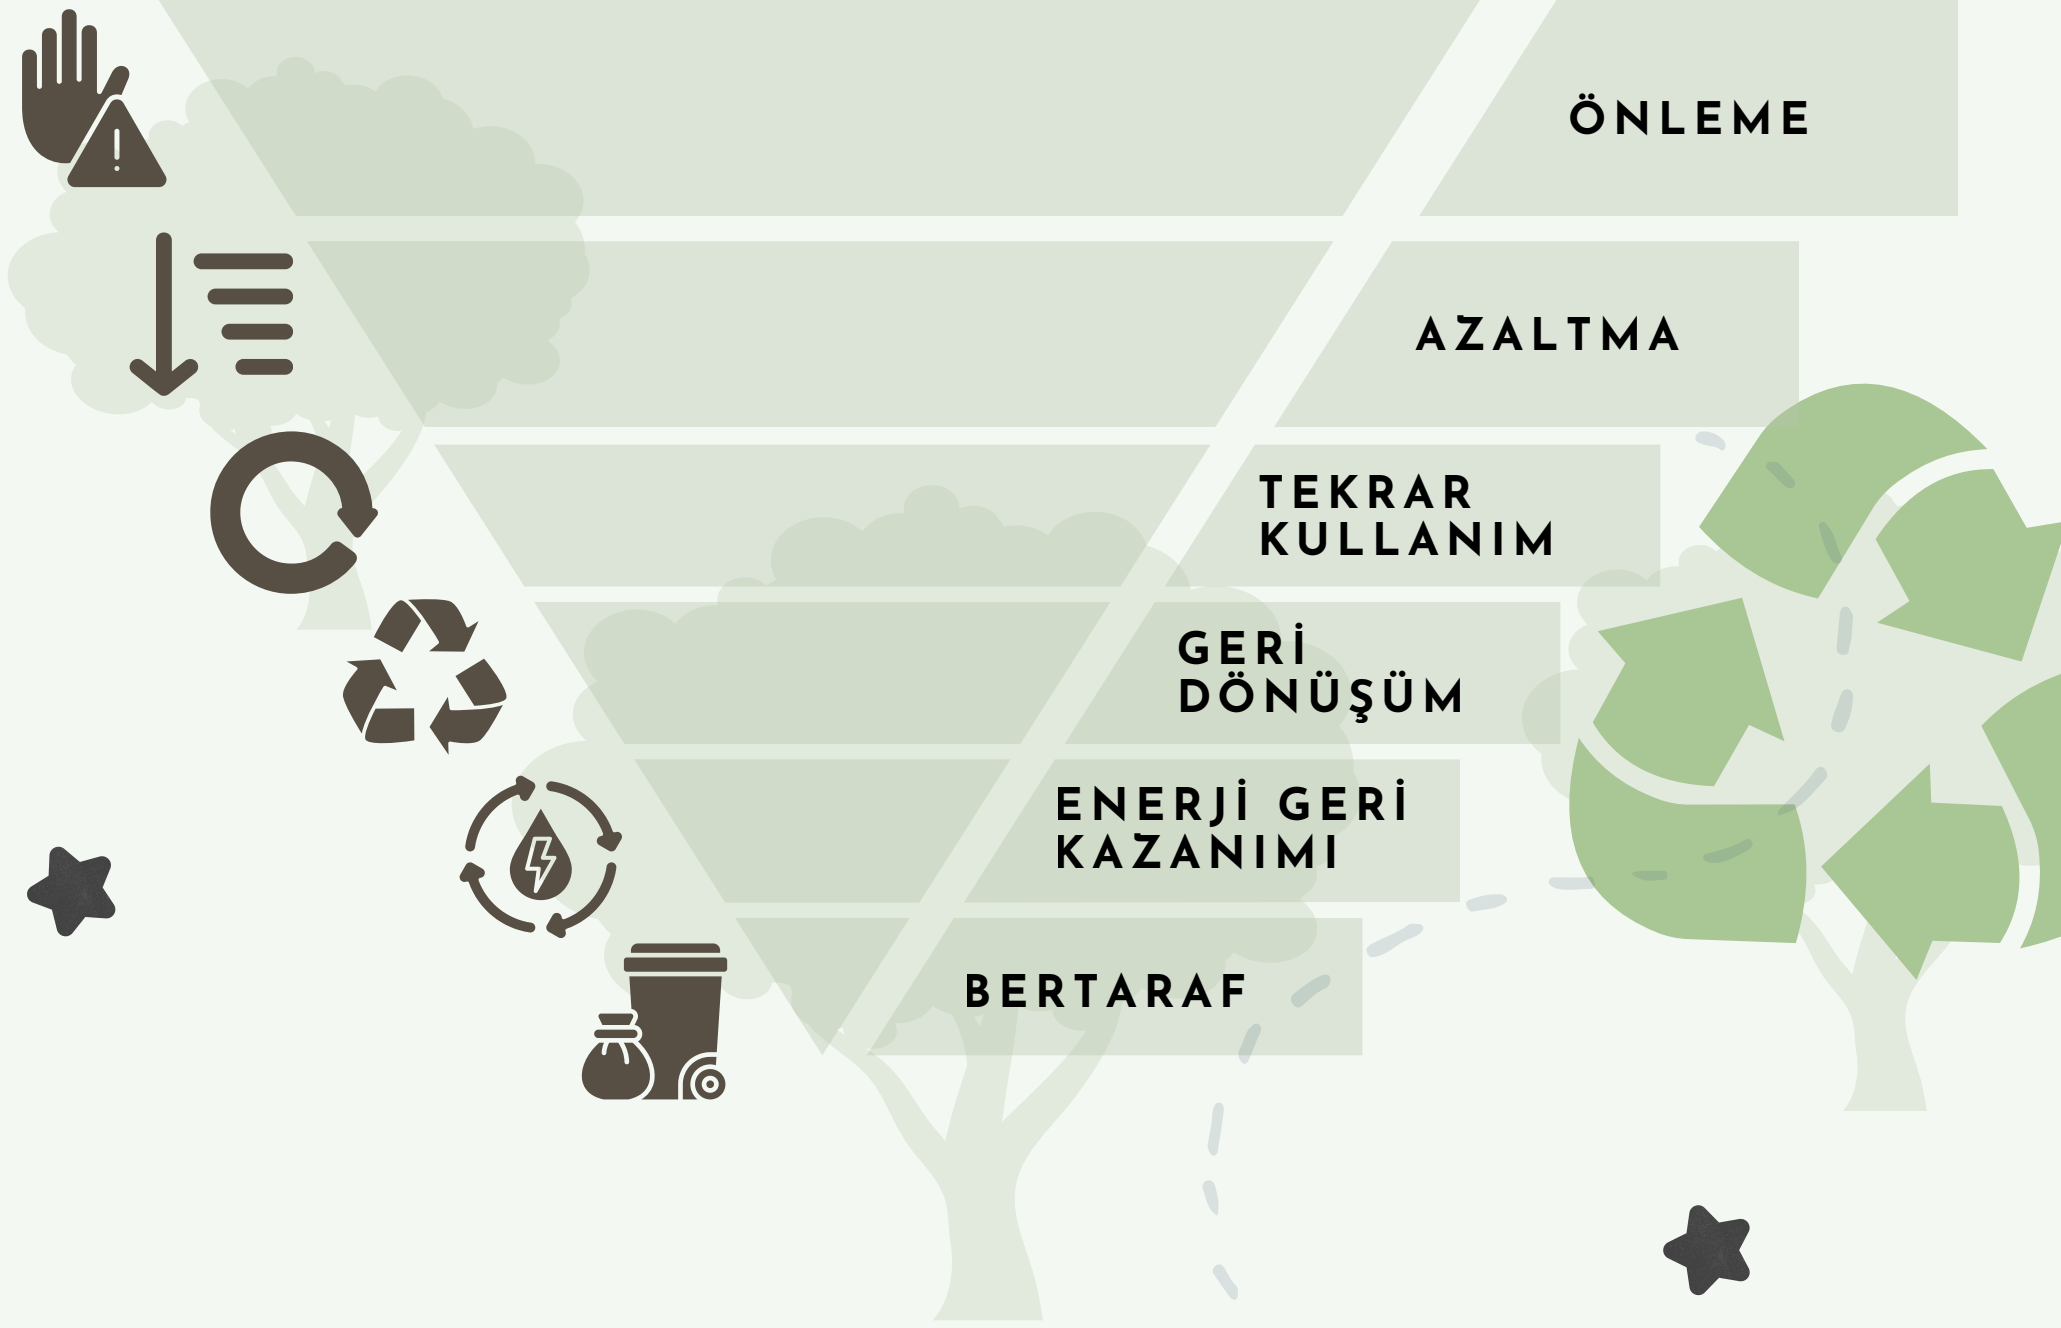 ÖNLEME
AZALTMA
TEKRAR
KULLANIM
GERİ
DÖNÜŞÜM
ENERJİ GERİ
KAZANIMI
BERTARAF